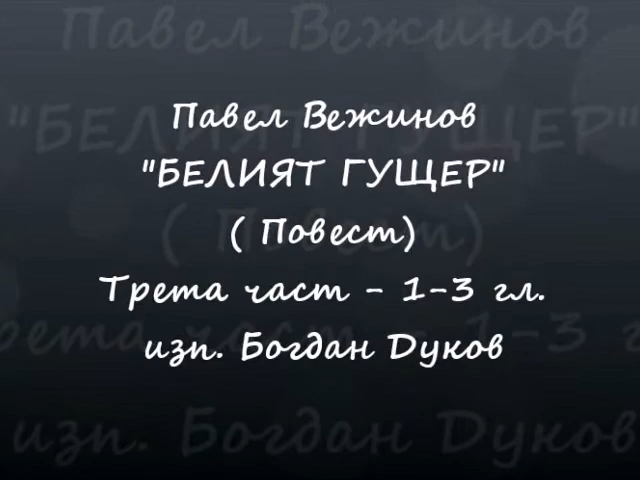 Павел Вежинов
"БЕЛИЯТ ГУЩЕР"
( Повест)
Трета част - 1-3 гл.
изп. Богдан Дуков